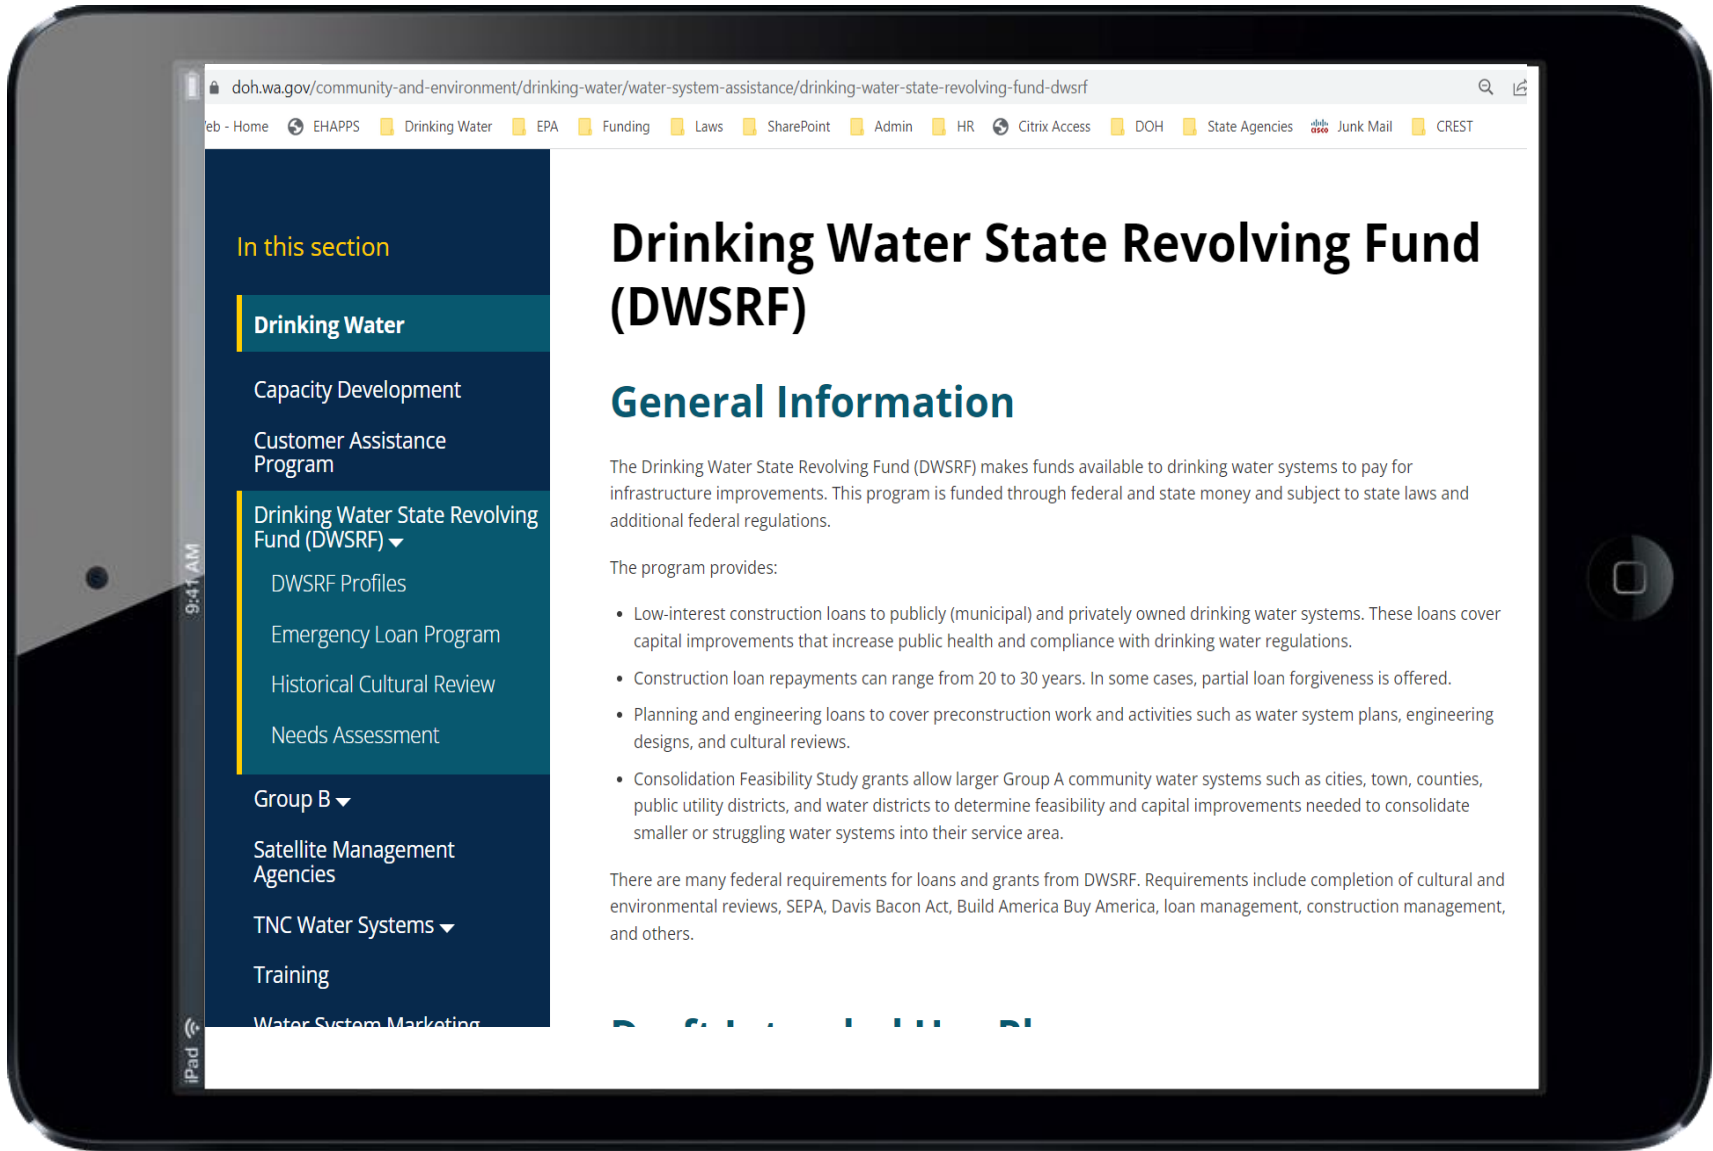 doh.wa.gov/community-and-environment/drinking-water/water-system-assistance/drinking-water-state-revolving-fund-dwsrf
eb - Home EHAPPS Drinking Water EPA Funding Laws SharePoint Admin HR Citrix Access DOH State Agencies cisco Junk Mail CREST
In this section
Drinking Water
Capacity Development
Customer Assistance
Program
Drinking Water State Revolving
Fund (DWSRF)
DWSRF Profiles
Emergency Loan Program
Historical Cultural Review
Needs Assessment
Group B
Satellite Management
Agencies
TNC Water Systems
Training
Water System Marketing
Drinking Water State Revolving Fund
(DWSRF)
General Information
The Drinking Water State Revolving Fund (DWSRF) makes funds available to drinking water systems to pay for
infrastructure improvements. This program is funded through federal and state money and subject to state laws and
additional federal regulations.
The program provides:
• Low-interest construction loans to publicly (municipal) and privately owned drinking water systems. These loans cover
capital improvements that increase public health and compliance with drinking water regulations.
• Construction loan repayments can range from 20 to 30 years. In some cases, partial loan forgiveness is offered.
• Planning and engineering loans to cover preconstruction work and activities such as water system plans, engineering
designs, and cultural reviews.
• Consolidation Feasibility Study grants allow larger Group A community water systems such as cities, town, counties,
public utility districts, and water districts to determine feasibility and capital improvements needed to consolidate
smaller or struggling water systems into their service area.
There are many federal requirements for loans and grants from DWSRF. Requirements include completion of cultural and
environmental reviews, SEPA, Davis Bacon Act, Build America Buy America, loan management, construction management,
and others.
iPad
9:41 AM